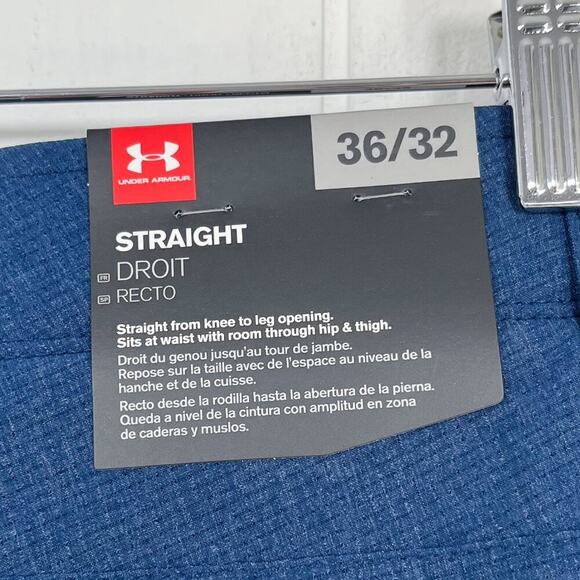 UNDER ARMOUR
36/32
STRAIGHT
FR DROIT
SP RECTO
Straight from knee to leg opening.
Sits at waist with room through hip & thigh.
Droit du genou jusqu'au tour de jambe.
Repose sur la taille avec de l'espace au niveau de la
hanche et de la cuisse.
Recto desde la rodilla hasta la abertura de la pierna.
Queda a nivel de la cintura con amplitud en zona
de caderas y muslos.